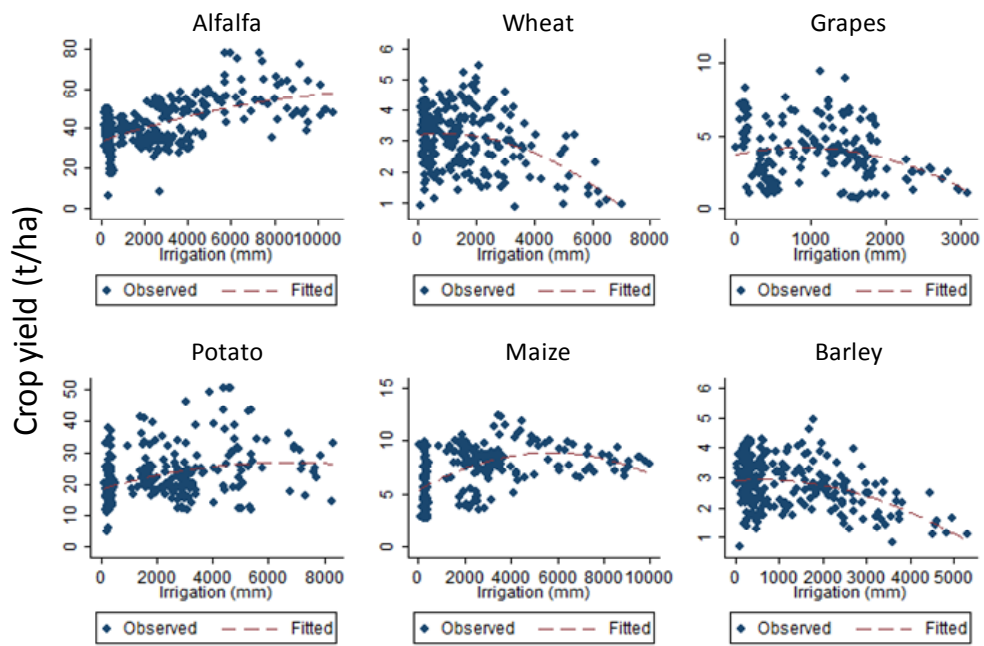 Crop yield (t/ha)
Alfalfa
80
60
40
20
0
0 2000 4000 6000 8000 10000
Irrigation (mm)
Observed Fitted
Wheat
6
5
4
3
2
1
0 2000 4000 6000 8000
Irrigation (mm)
Observed Fitted
Grapes
10
5
0
0 1000 2000 3000
Irrigation (mm)
Observed Fitted
Potato
50
40
30
20
10
0
0 2000 4000 6000 8000
Irrigation (mm)
Observed Fitted
Maize
15
10
5
0
0 2000 4000 6000 8000 10000
Irrigation (mm)
Observed Fitted
Barley
6
5
4
3
2
1
0 1000 2000 3000 4000 5000
Irrigation (mm)
Observed Fitted